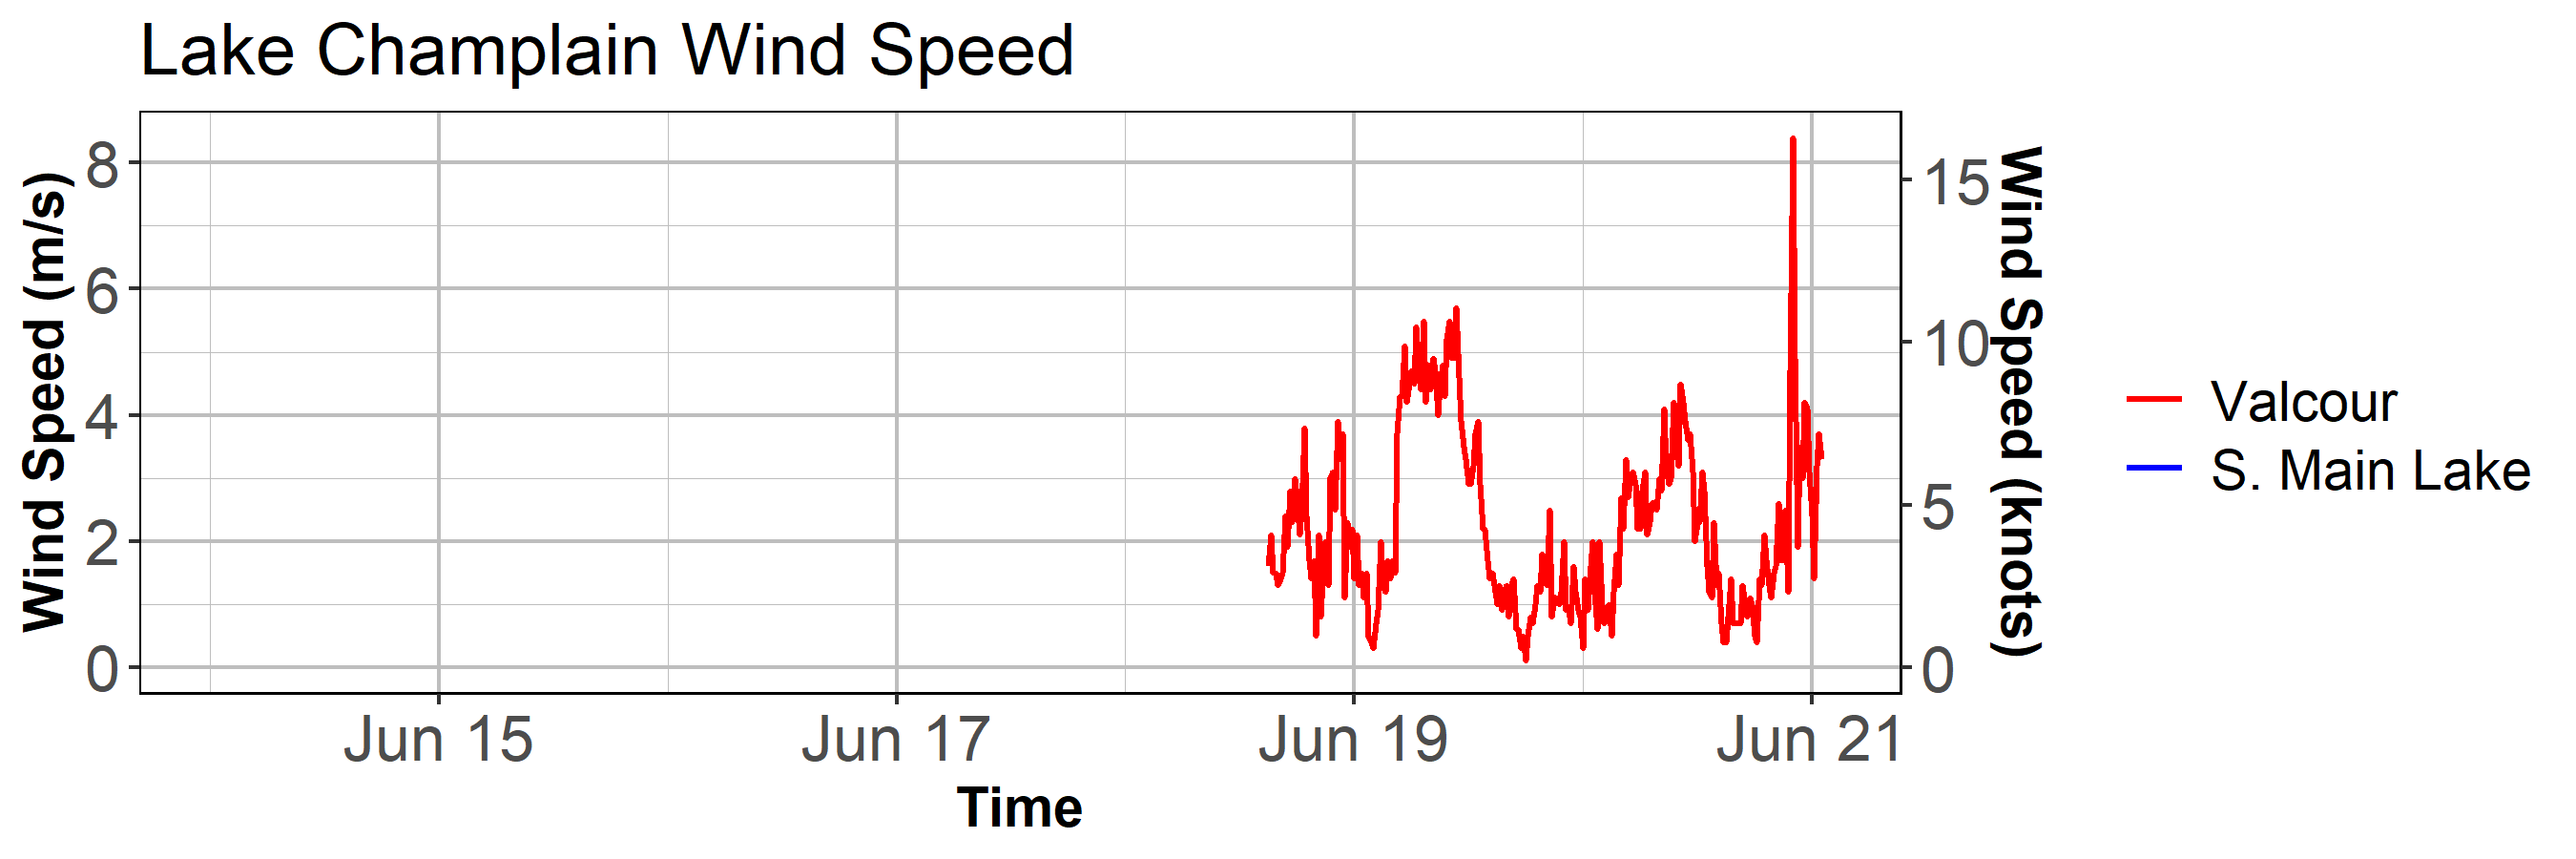 Lake Champlain Wind Speed
Wind Speed (m/s)
8
6
4
2
0
15
10
5
0
Wind Speed (knots)
Jun 15
Jun 17
Jun 19
Jun 21
Time
Valcour
S. Main Lake